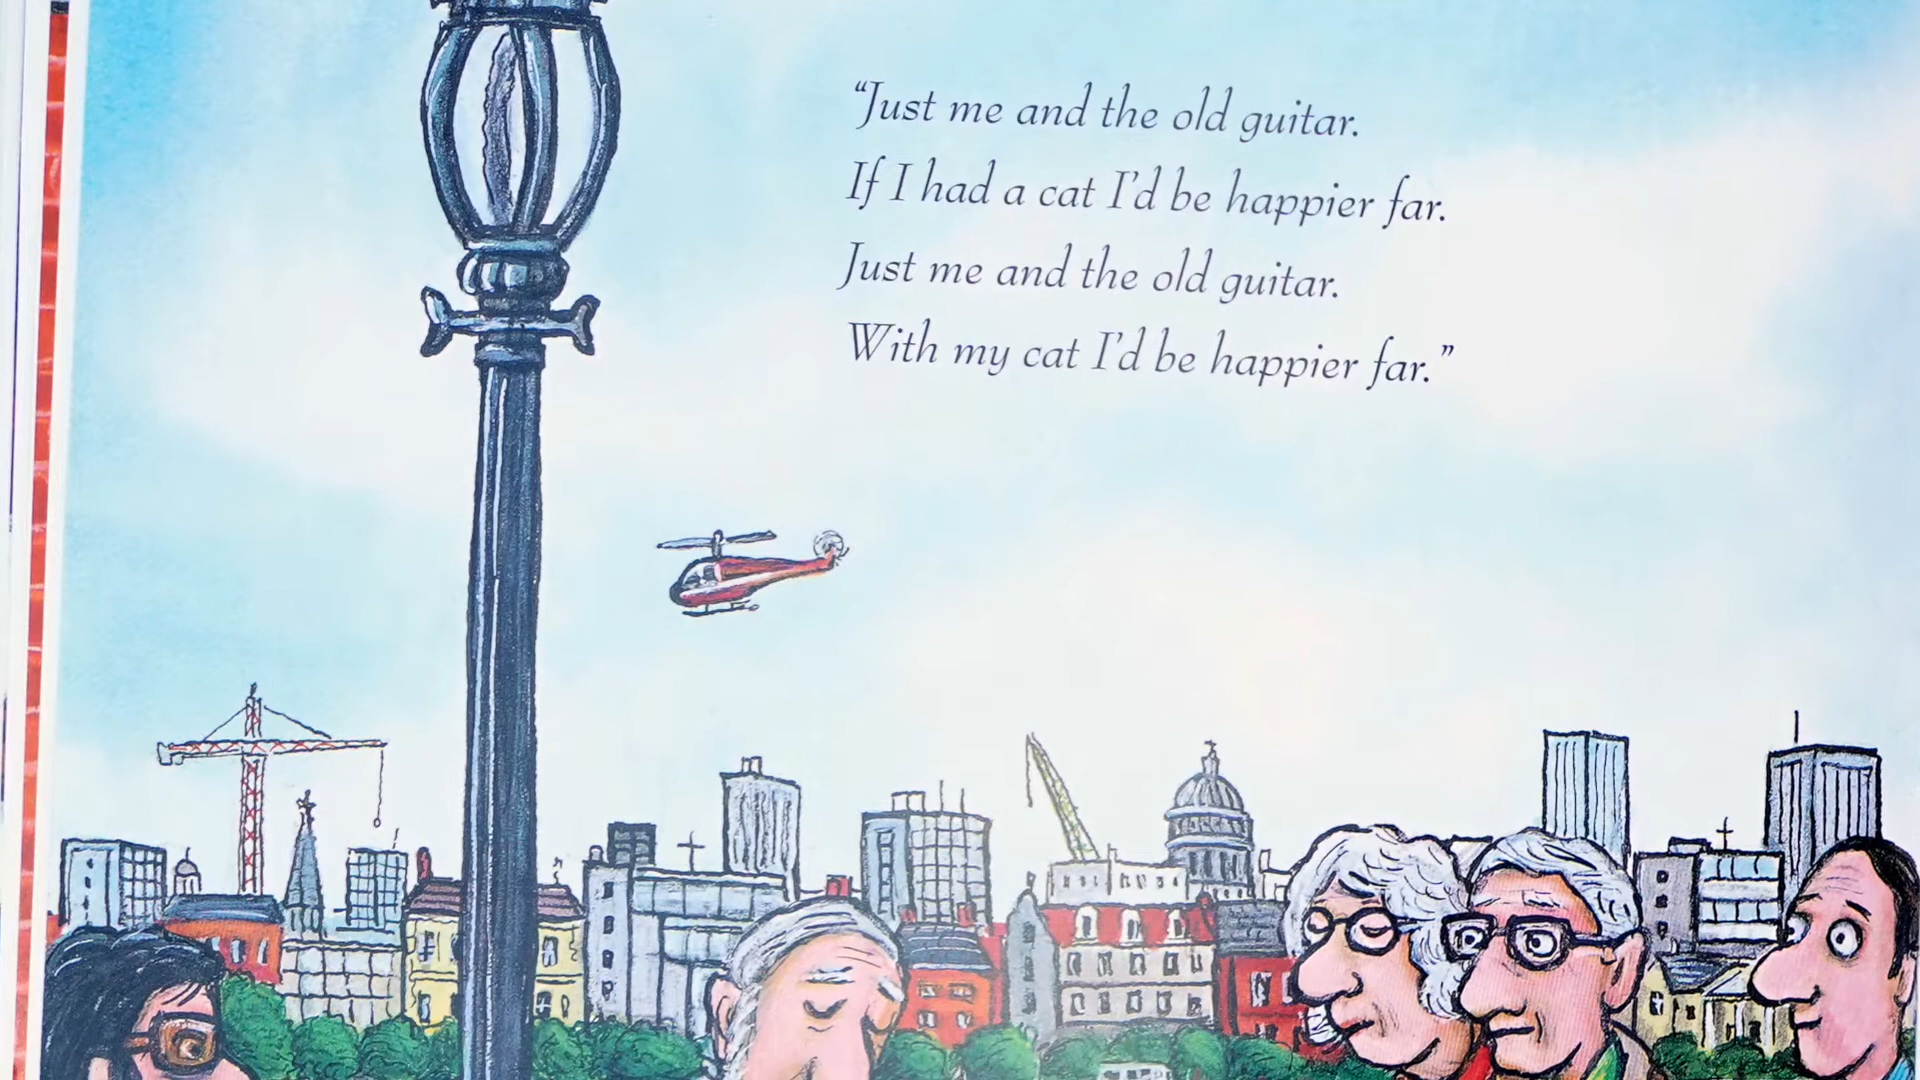 “Just me and the old guitar.
If I had a cat I’d be happier far.
Just me and the old guitar.
With my cat I’d be happier far.”